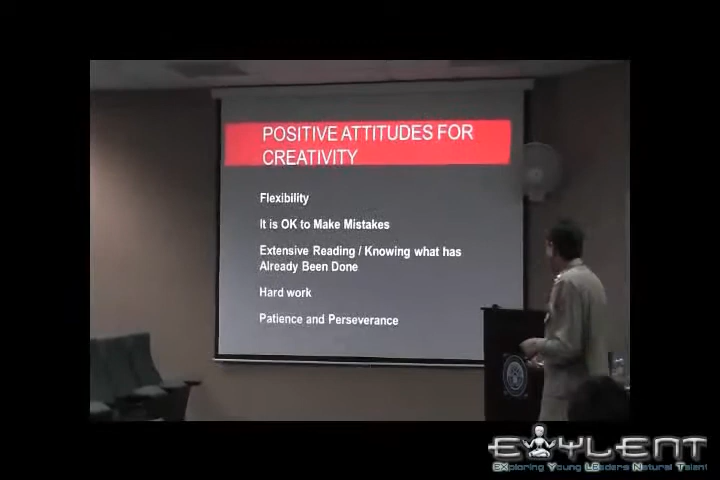 POSITIVE ATTITUDES FOR
CREATIVITY
Flexibility
It is OK to Make Mistakes
Extensive Reading / Knowing what has
Already Been Done
Hard work
Patience and Perseverance
EXYLENT
EXploring Young LEaders Natural Talent